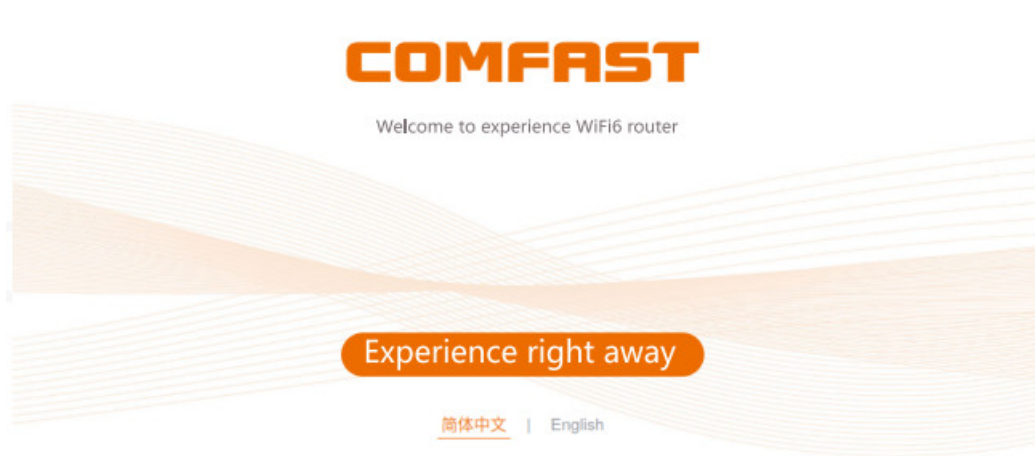 COMFAST
Welcome to experience WiFi6 router
Experience right away
简体中文 | English